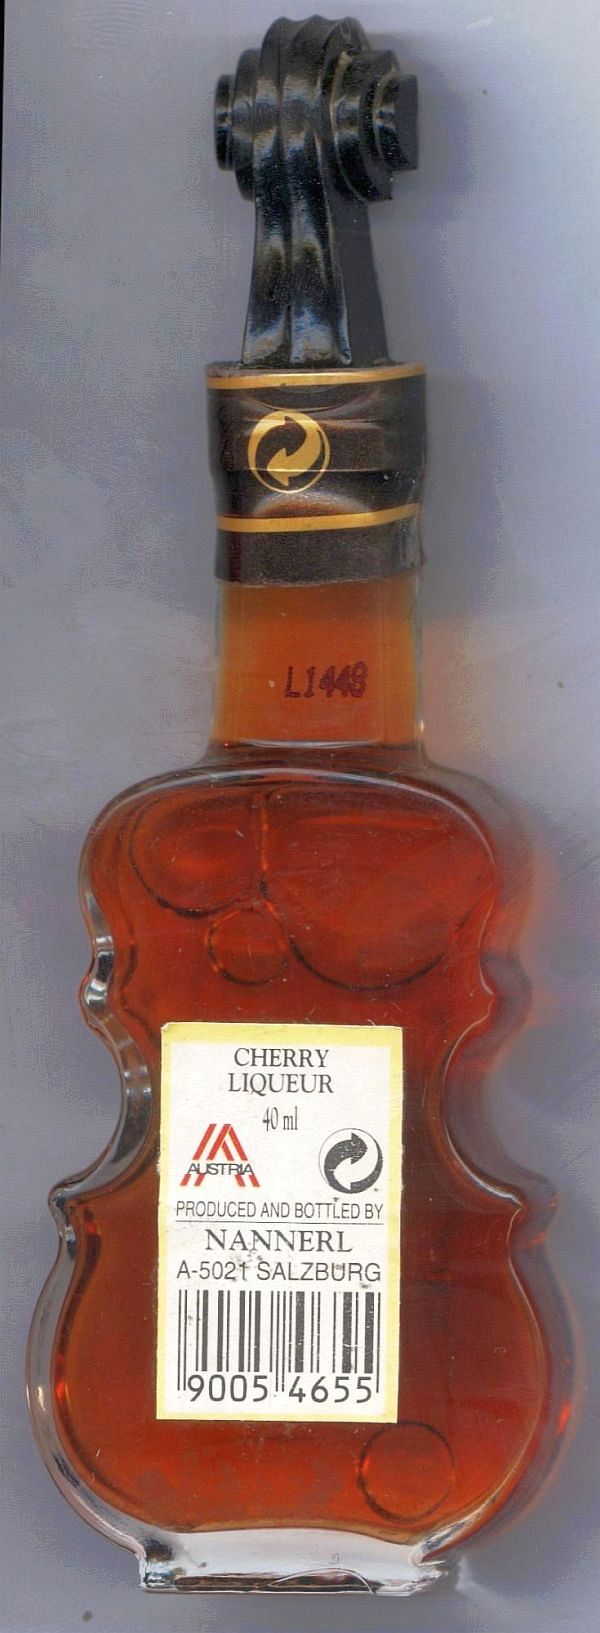 L1448
CHERRY
LIQUEUR
40 ml
AUSTRIA
PRODUCED AND BOTTLED BY
NANNERL
A-5021 SALZBURG
9005 4655